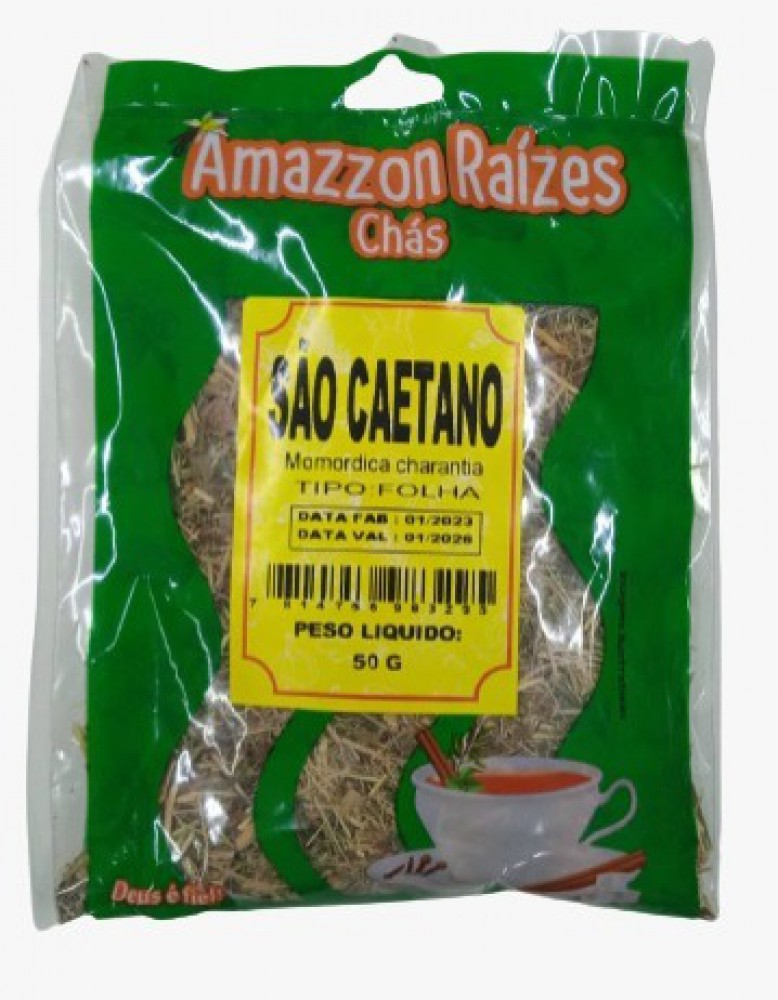 Amazzon Raízes
Chás
SÃO CAETANO
Momordica charantia
TIPO:FOLHA
DATA FAB : 01/2023
DATA VAL : 01/2026
PESO LIQUIDO:
50 G
Deus é fiel!